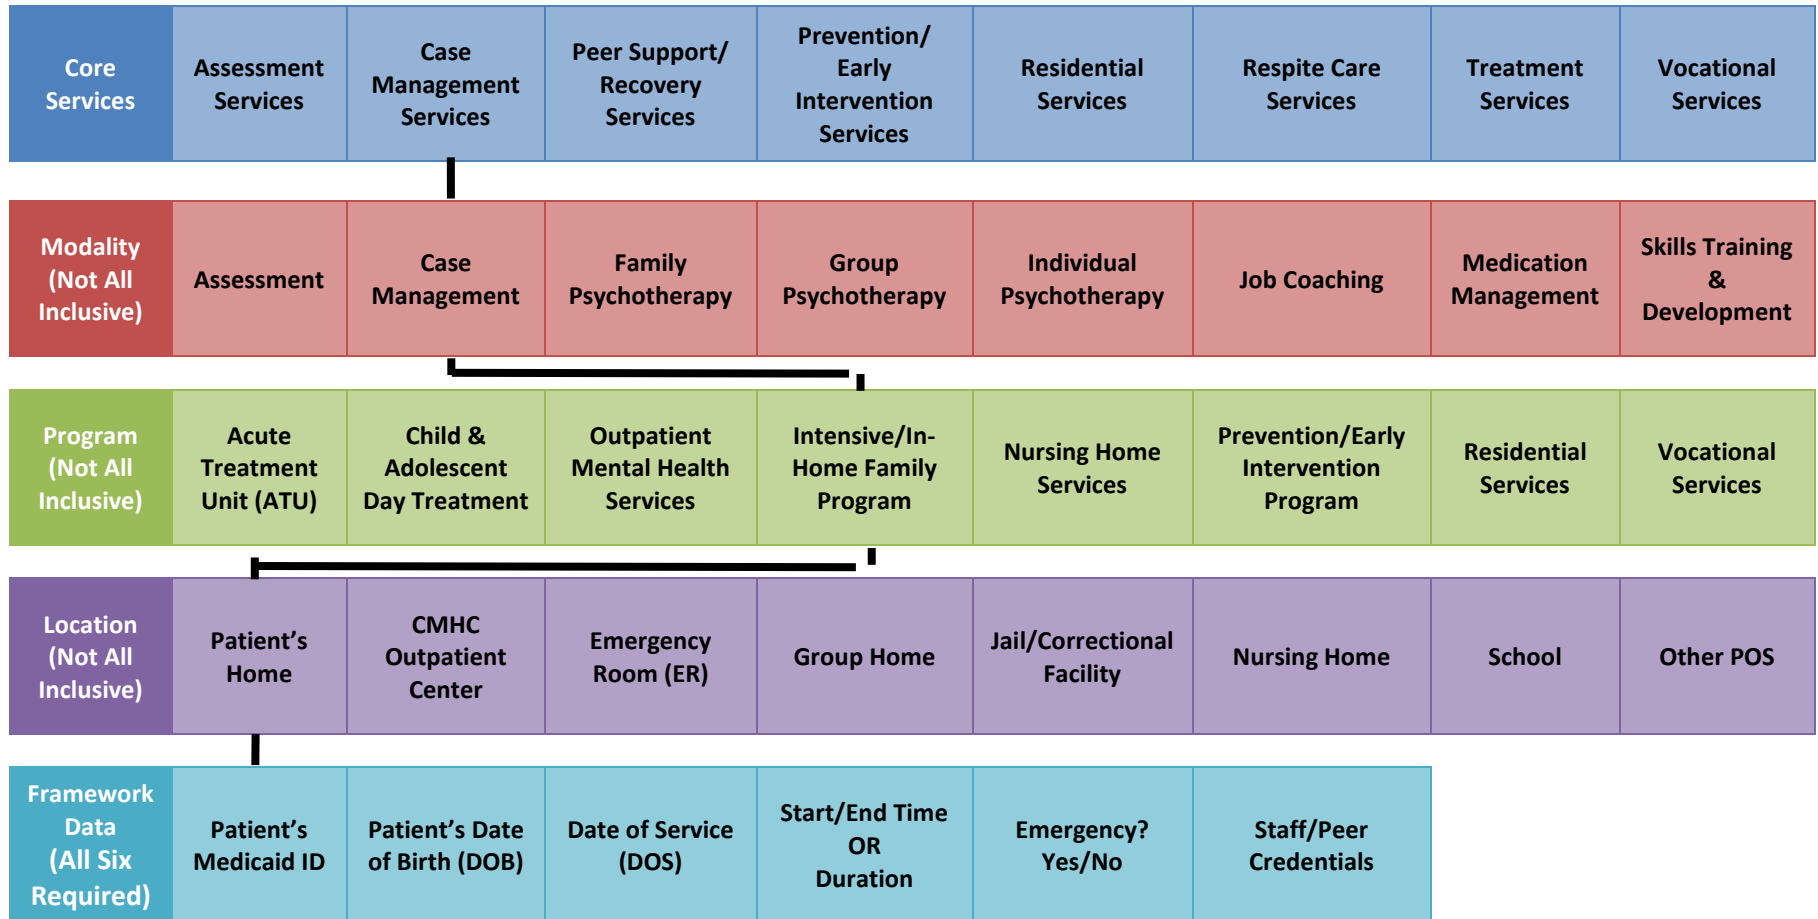 Core
Services
Assessment
Services
Case
Management
Services
Peer Support/
Recovery
Services
Prevention/
Early
Intervention
Services
Residential
Services
Respite Care
Services
Treatment
Services
Vocational
Services
Modality
(Not All
Inclusive)
Assessment
Case
Management
Family
Psychotherapy
Group
Psychotherapy
Individual
Psychotherapy
Job Coaching
Medication
Management
Skills Training
&
Development
Program
(Not All
Inclusive)
Acute
Treatment
Unit (ATU)
Child &
Adolescent
Day Treatment
Outpatient
Mental Health
Services
Intensive/In-
Home Family
Program
Nursing Home
Services
Prevention/Early
Intervention
Program
Residential
Services
Vocational
Services
Location
(Not All
Inclusive)
Patient’s
Home
CMHC
Outpatient
Center
Emergency
Room (ER)
Group Home
Jail/Correctional
Facility
Nursing Home
School
Other POS
Framework
Data
(All Six
Required)
Patient’s
Medicaid ID
Patient’s Date
of Birth (DOB)
Date of Service
(DOS)
Start/End Time
OR
Duration
Emergency?
Yes/No
Staff/Peer
Credentials